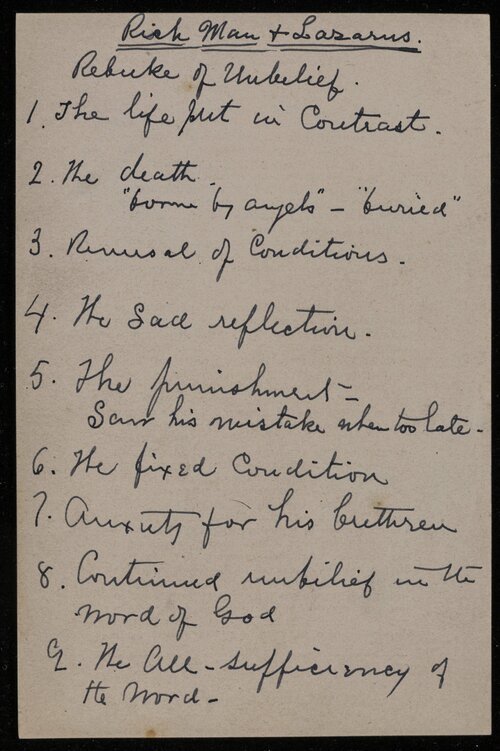 Rich Man + Lazarus.
Rebuke of Unbelief.
1. The life put in Contrast.
2. The death.
"borne by angels" - "buried"
3. Reversal of Conditions.
4. The Sad reflection.
5. The punishment -
Saw his mistake when too late -
6. The fixed Condition
7. Anxiety for his brethren
8. Continued unbilief in the
word of God
9. The All-sufficiency of
the Word -